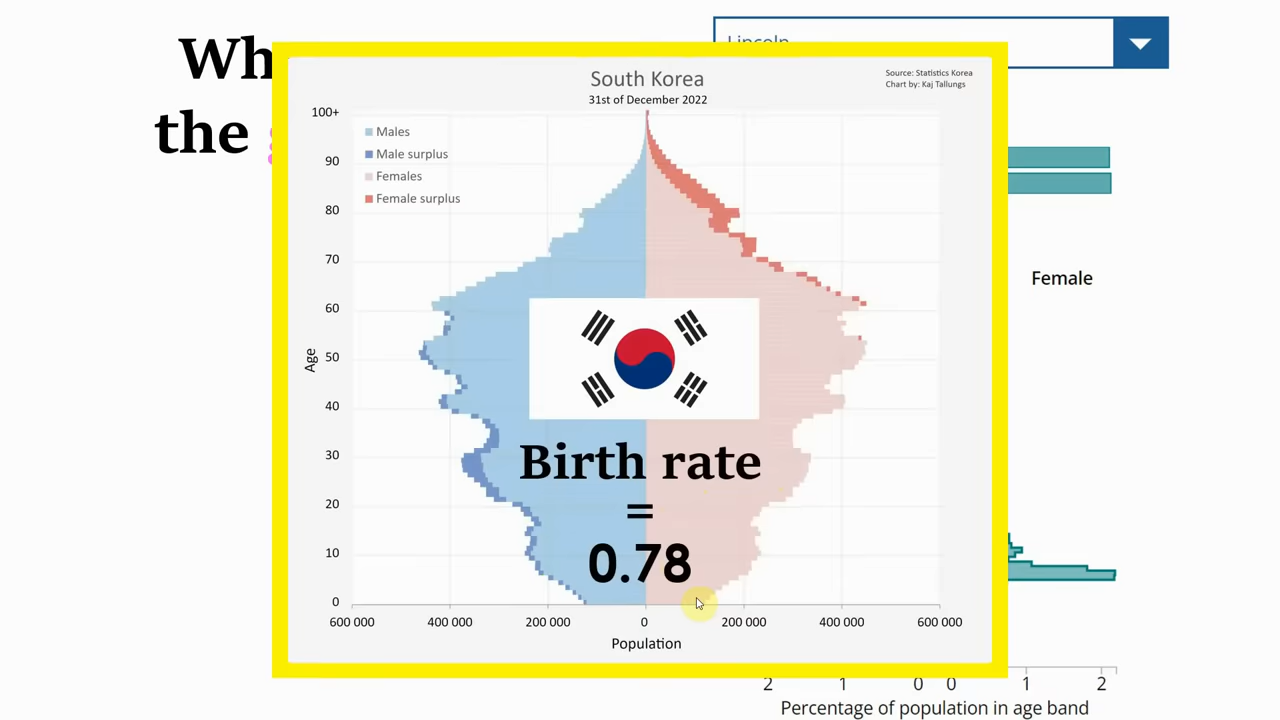 Wh
the
Lincoln
South Korea
31st of December 2022
Source: Statistics Korea
Chart by: Kaj Tallungs
Males
Male surplus
Females
Female surplus
100+
90
80
70
60
50
40
30
20
10
0
Age
Birth rate
=
0.78
600 000 400 000 200 000 0 200 000 400 000 600 000
Population
Female
2 1 0 0 1 2
Percentage of population in age band